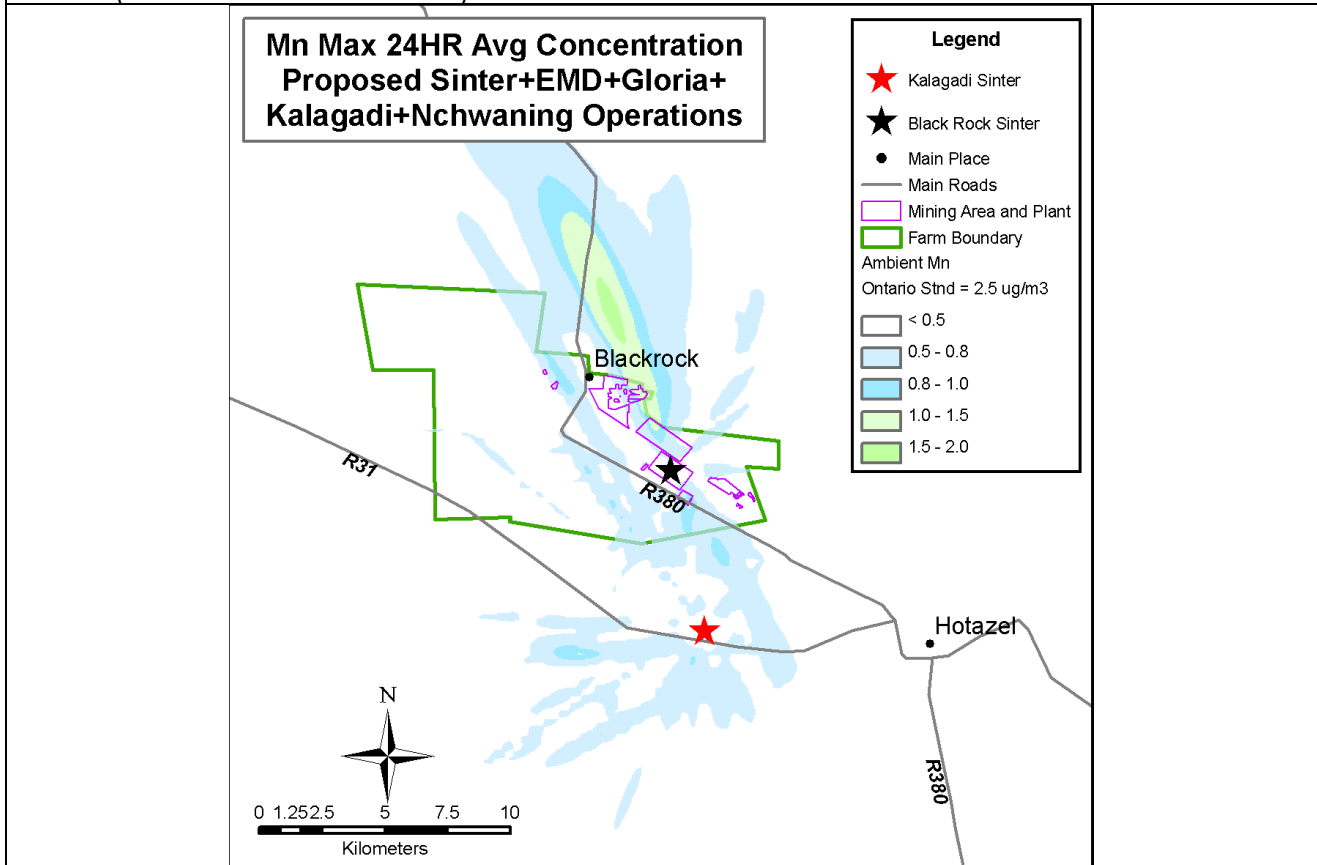 Mn Max 24HR Avg Concentration
Proposed Sinter+EMD+Gloria+
Kalagadi+Nchwaning Operations
Legend
Kalagadi Sinter
Black Rock Sinter
Main Place
Main Roads
Mining Area and Plant
Farm Boundary
Ambient Mn
Ontario Stnd = 2.5 ug/m3
< 0.5
0.5 - 0.8
0.8 - 1.0
1.0 - 1.5
1.5 - 2.0
Blackrock
R31
R380
Hotazel
R380
N
0 1.252.5 5 7.5 10
Kilometers